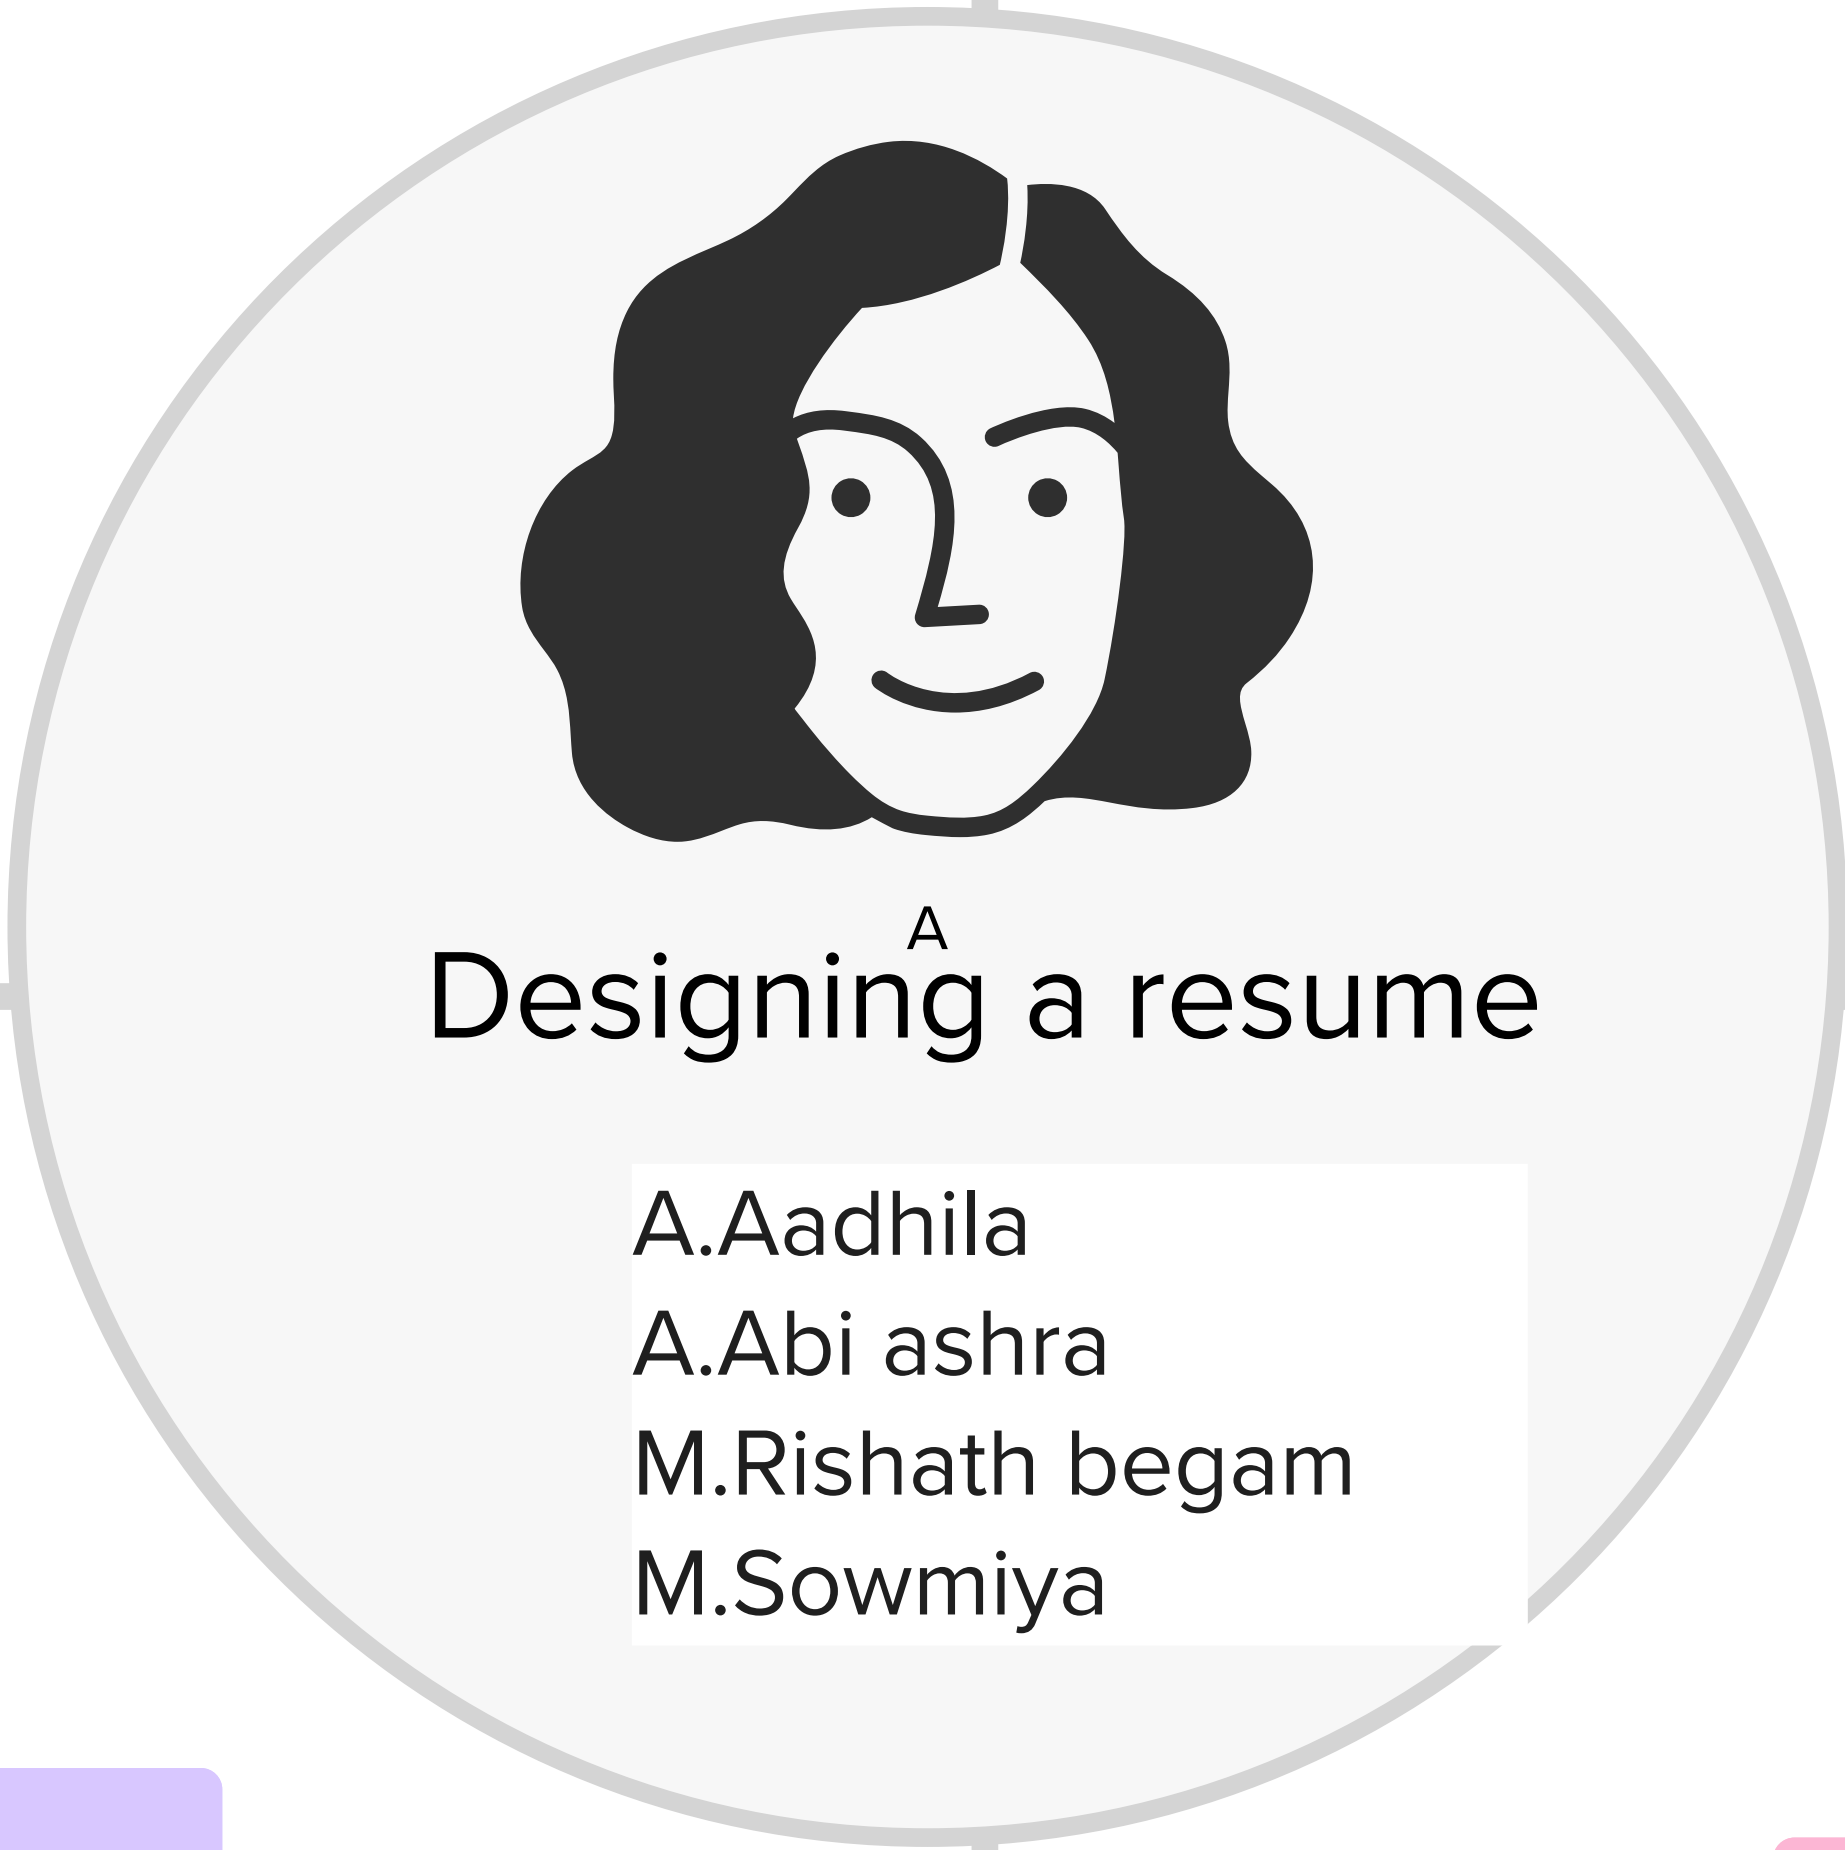 A
Designing a resume
A.Aadhila
A.Abi ashra
M.Rishath begam
M.Sowmiya